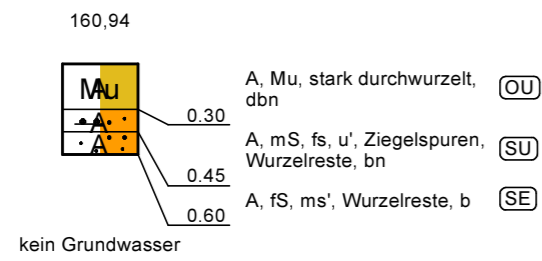 160,94
A Mu
A, Mu, stark durchwurzelt,
dbn
OU
0.30
A
A, mS, fs, u', Ziegelspuren,
Wurzelreste, bn
SU
0.45
A
A, fS, ms', Wurzelreste, b
SE
0.60
kein Grundwasser